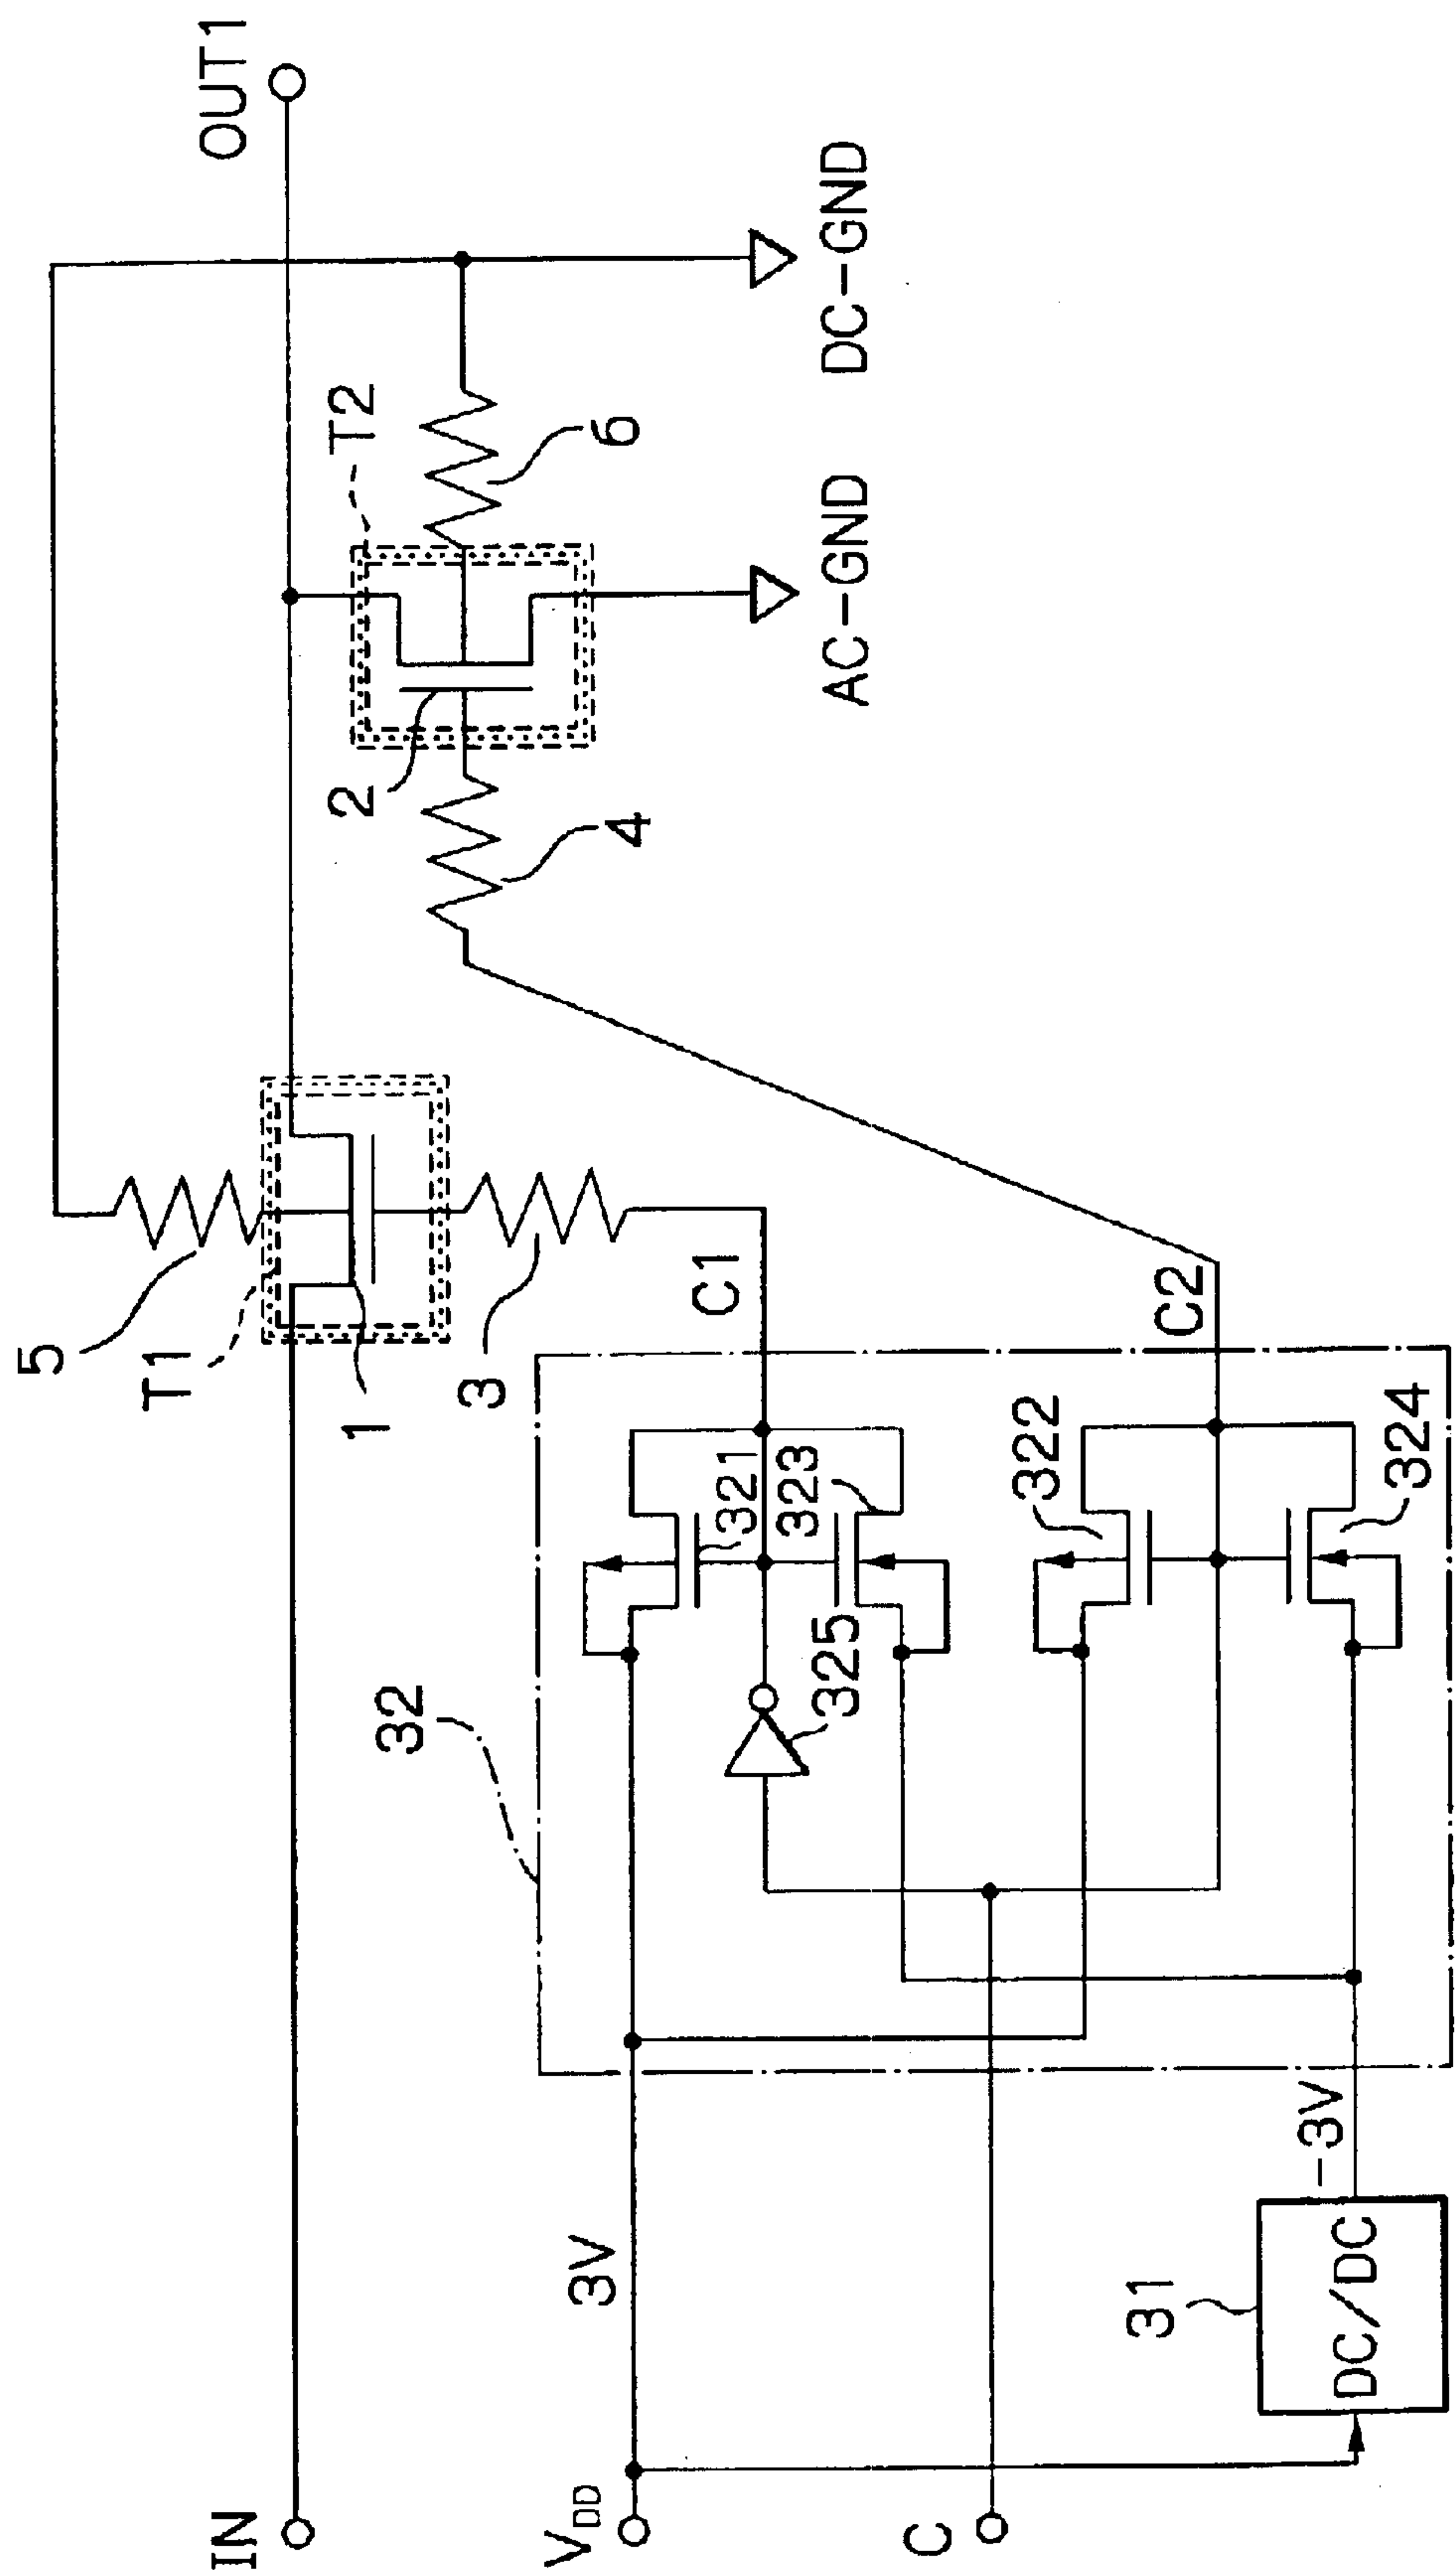 IN
OUT1
5
T1
1
3
T2
2
6
4
AC-GND
DC-GND
V_DD
3V
C
32
C1
321
323
325
C2
322
324
31
DC/DC
-3V